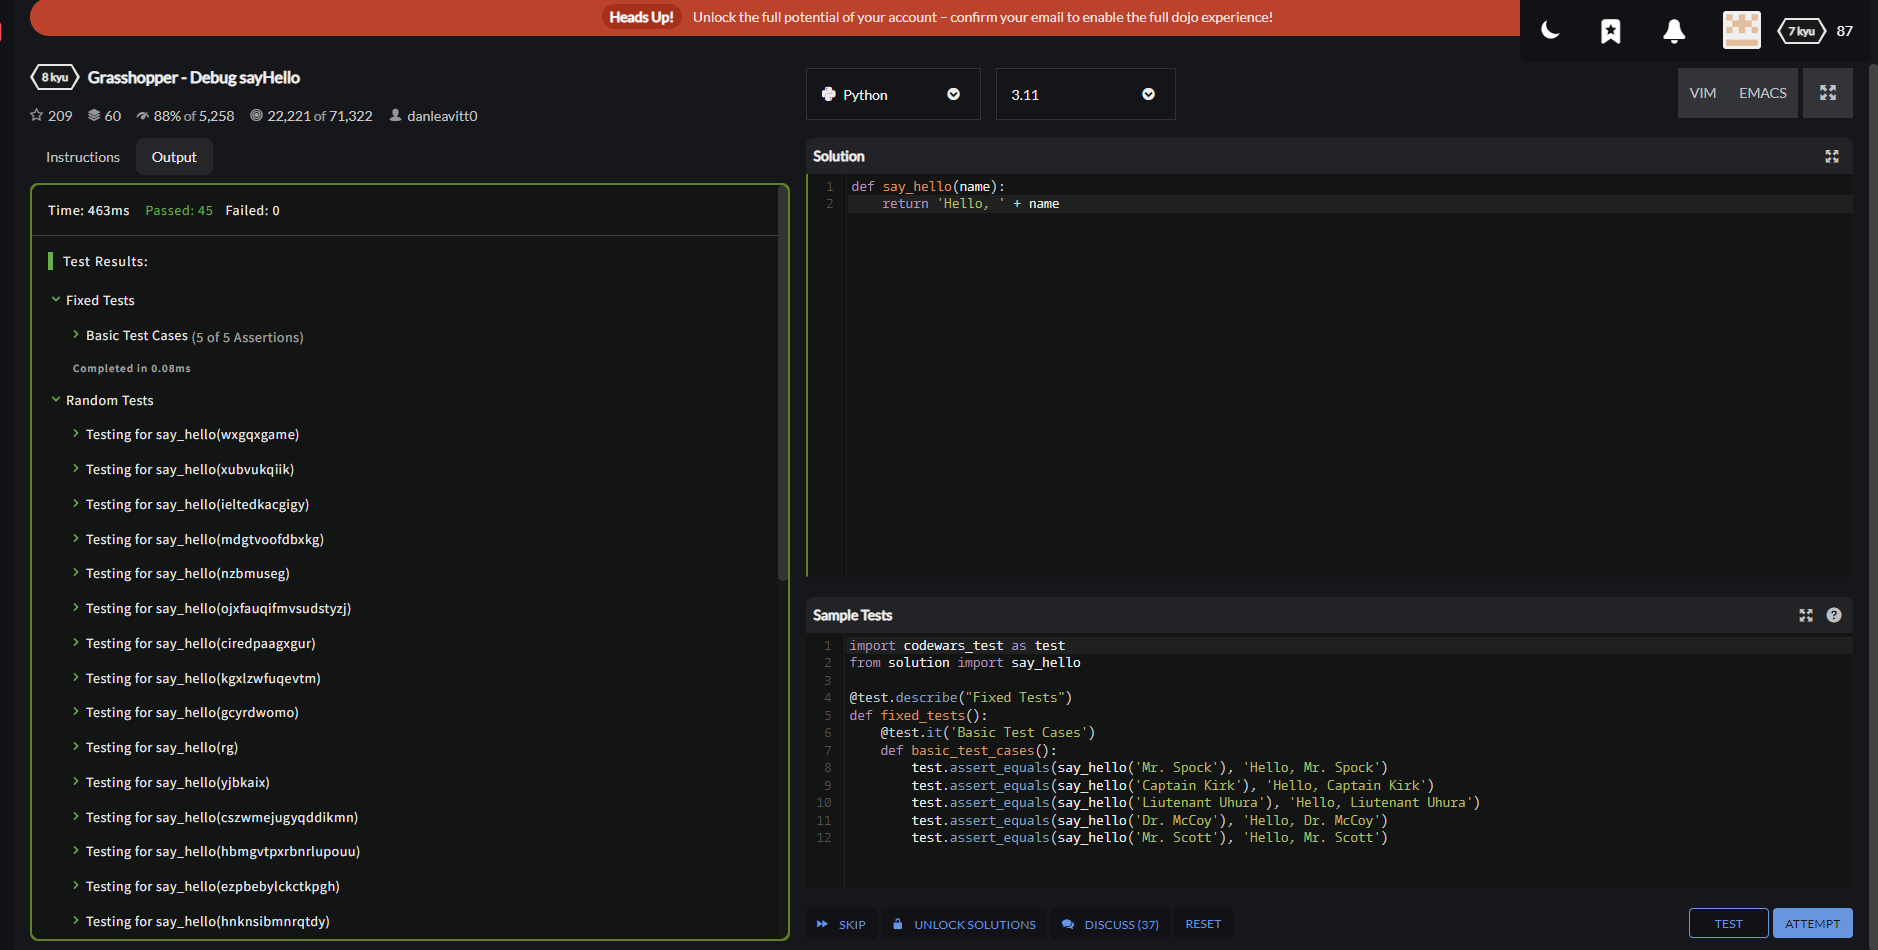 Heads Up! Unlock the full potential of your account – confirm your email to enable the full dojo experience!
7 kyu 87
8 kyu Grasshopper - Debug sayHello
209 60 88% of 5,258 22,221 of 71,322 danleavitt0
Instructions Output
Time: 463ms Passed: 45 Failed: 0
Test Results:
Fixed Tests
Basic Test Cases (5 of 5 Assertions)
Completed in 0.08ms
Random Tests
Testing for say_hello(wxgqxgame)
Testing for say_hello(xubvukqiik)
Testing for say_hello(ieltedkacgigy)
Testing for say_hello(mdgtvoofdbxkg)
Testing for say_hello(nzbmuseg)
Testing for say_hello(ojxfauqifmvsudstyzj)
Testing for say_hello(ciredpaagxgur)
Testing for say_hello(kgxlzwfuqevtm)
Testing for say_hello(gcyrdwomo)
Testing for say_hello(rg)
Testing for say_hello(yjbkaix)
Testing for say_hello(cszwmejugyqddikmn)
Testing for say_hello(hbmgvtpxrbnrlupouu)
Testing for say_hello(ezpbebylckctkpgh)
Testing for say_hello(hnknsibmnrqtdy)
Python 3.11 VIM EMACS
Solution
1 def say_hello(name):
2     return 'Hello, ' + name
Sample Tests
1 import codewars_test as test
2 from solution import say_hello
3
4 @test.describe("Fixed Tests")
5 def fixed_tests():
6     @test.it('Basic Test Cases')
7     def basic_test_cases():
8         test.assert_equals(say_hello('Mr. Spock'), 'Hello, Mr. Spock')
9         test.assert_equals(say_hello('Captain Kirk'), 'Hello, Captain Kirk')
10         test.assert_equals(say_hello('Liutenant Uhura'), 'Hello, Liutenant Uhura')
11         test.assert_equals(say_hello('Dr. McCoy'), 'Hello, Dr. McCoy')
12         test.assert_equals(say_hello('Mr. Scott'), 'Hello, Mr. Scott')
SKIP UNLOCK SOLUTIONS DISCUSS (37) RESET TEST ATTEMPT